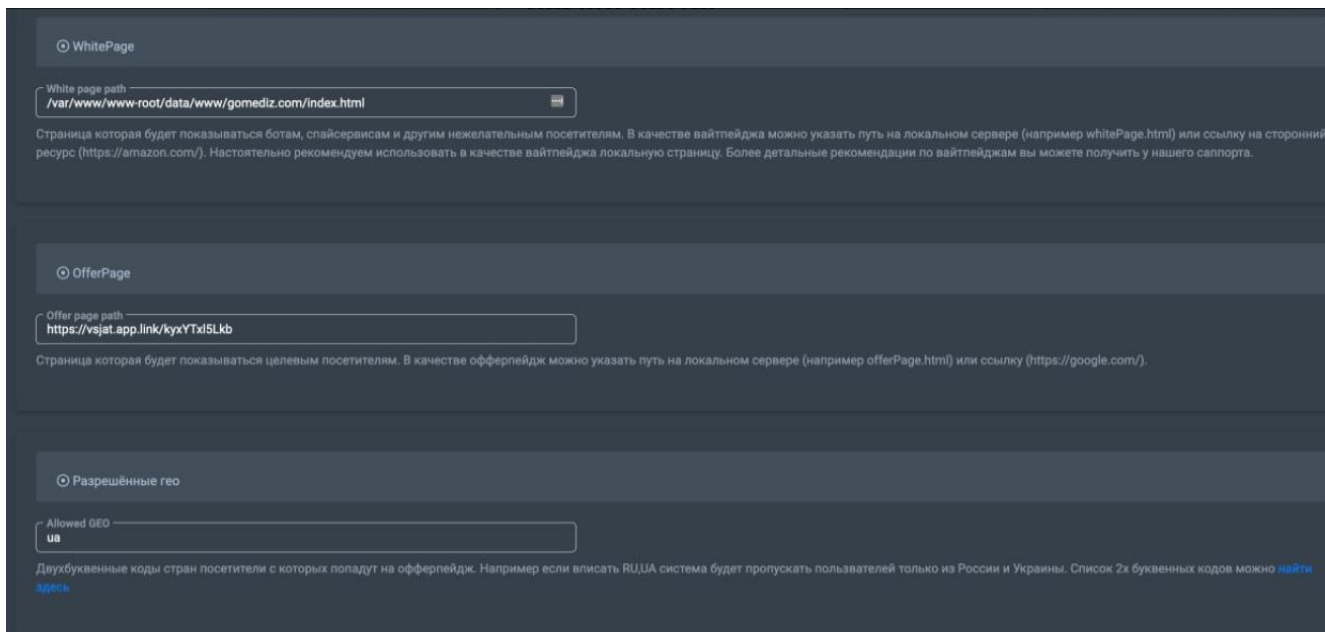 WhitePage
White page path
/var/www/www-root/data/www/gomediz.com/index.html
Страница которая будет показываться ботам, спайсервисам и другим нежелательным посетителям. В качестве вайтпейджа можно указать путь на локальном сервере (например whitePage.html) или ссылку на сторонний
ресурс (https://amazon.com/). Настоятельно рекомендуем использовать в качестве вайтпейджа локальную страницу. Более детальные рекомендации по вайтпейджам вы можете получить у нашего саппорта.
OfferPage
Offer page path
https://vsjat.app.link/kyxYTxl5Lkb
Страница которая будет показываться целевым посетителям. В качестве офферпейдж можно указать путь на локальном сервере (например offerPage.html) или ссылку (https://google.com/).
Разрешённые гео
Allowed GEO
ua
Двухбуквенные коды стран посетители с которых попадут на офферпейдж. Например если вписать RU,UA система будет пропускать пользвателей только из России и Украины. Список 2х буквенных кодов можно найти
здесь